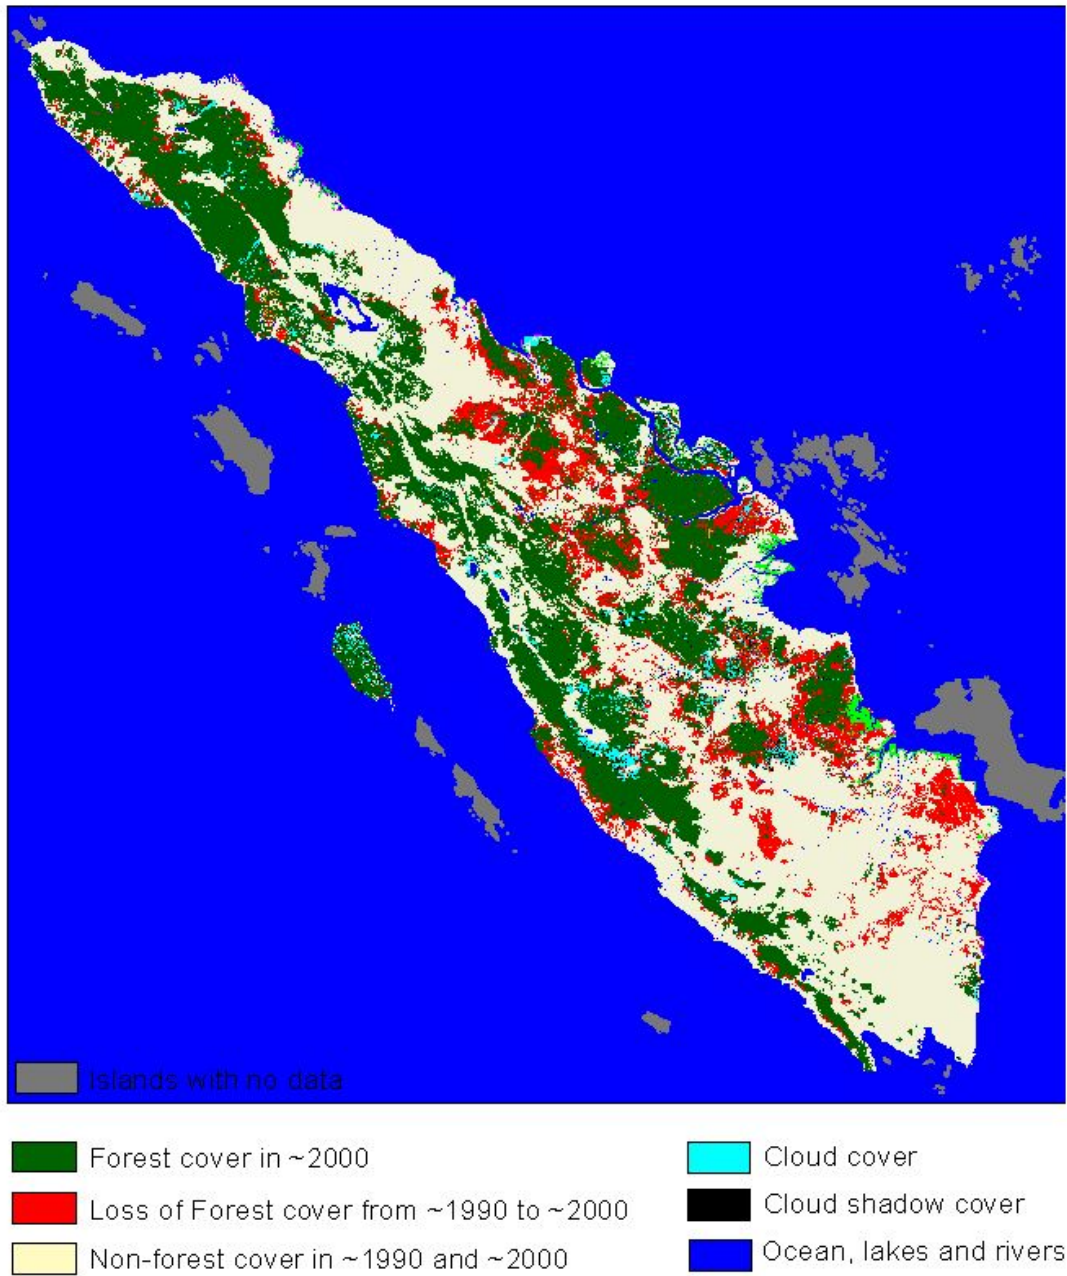 Islands with no data
Forest cover in ~2000
Loss of Forest cover from ~1990 to ~2000
Non-forest cover in ~1990 and ~2000
Cloud cover
Cloud shadow cover
Ocean, lakes and rivers